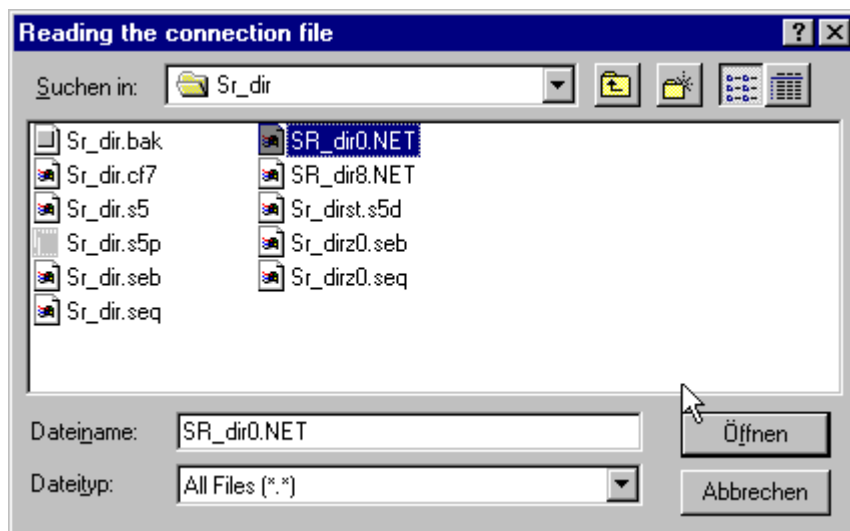 Reading the connection file
Suchen in: Sr_dir
Sr_dir.bak
Sr_dir.cf7
Sr_dir.s5
Sr_dir.s5p
Sr_dir.seb
Sr_dir.seq
SR_dir0.NET
SR_dir8.NET
Sr_dirst.s5d
Sr_dirz0.seb
Sr_dirz0.seq
Dateiname: SR_dir0.NET
Öffnen
Dateityp: All Files (*.*)
Abbrechen